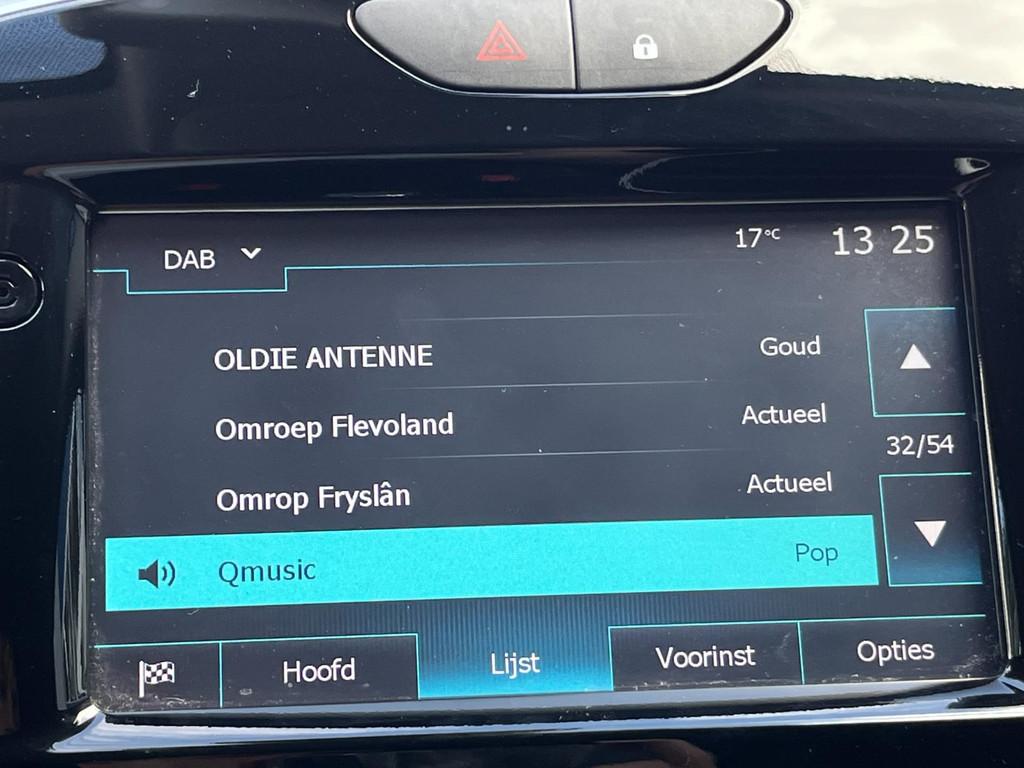 DAB
17°C
13 25
OLDIE ANTENNE Goud
Omroep Flevoland Actueel
32/54
Omrop Fryslân Actueel
Qmusic Pop
Hoofd Lijst Voorinst Opties